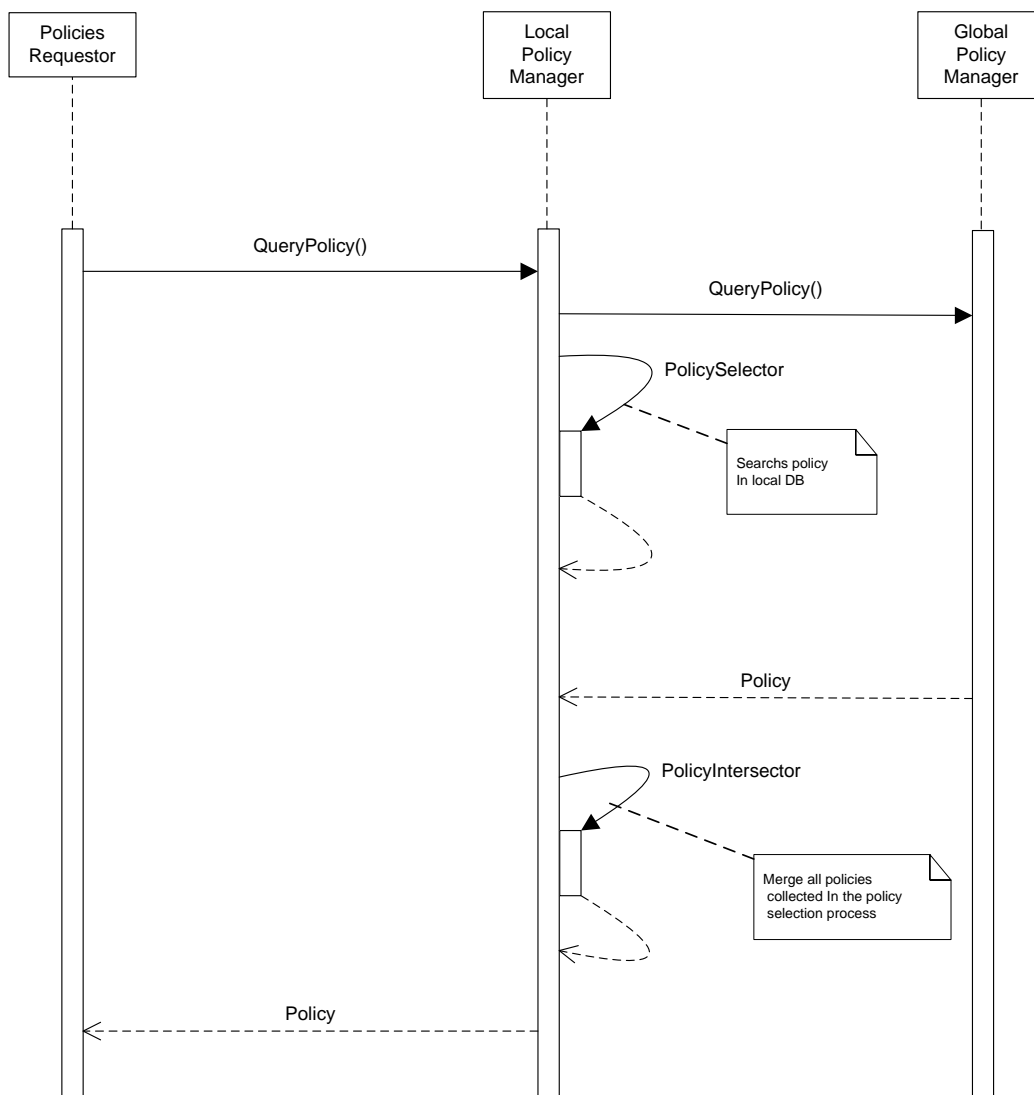 Policies
Requestor
Local
Policy
Manager
Global
Policy
Manager
QueryPolicy()
QueryPolicy()
PolicySelector
Searchs policy
In local DB
Policy
PolicyIntersector
Merge all policies
collected In the policy
selection process
Policy